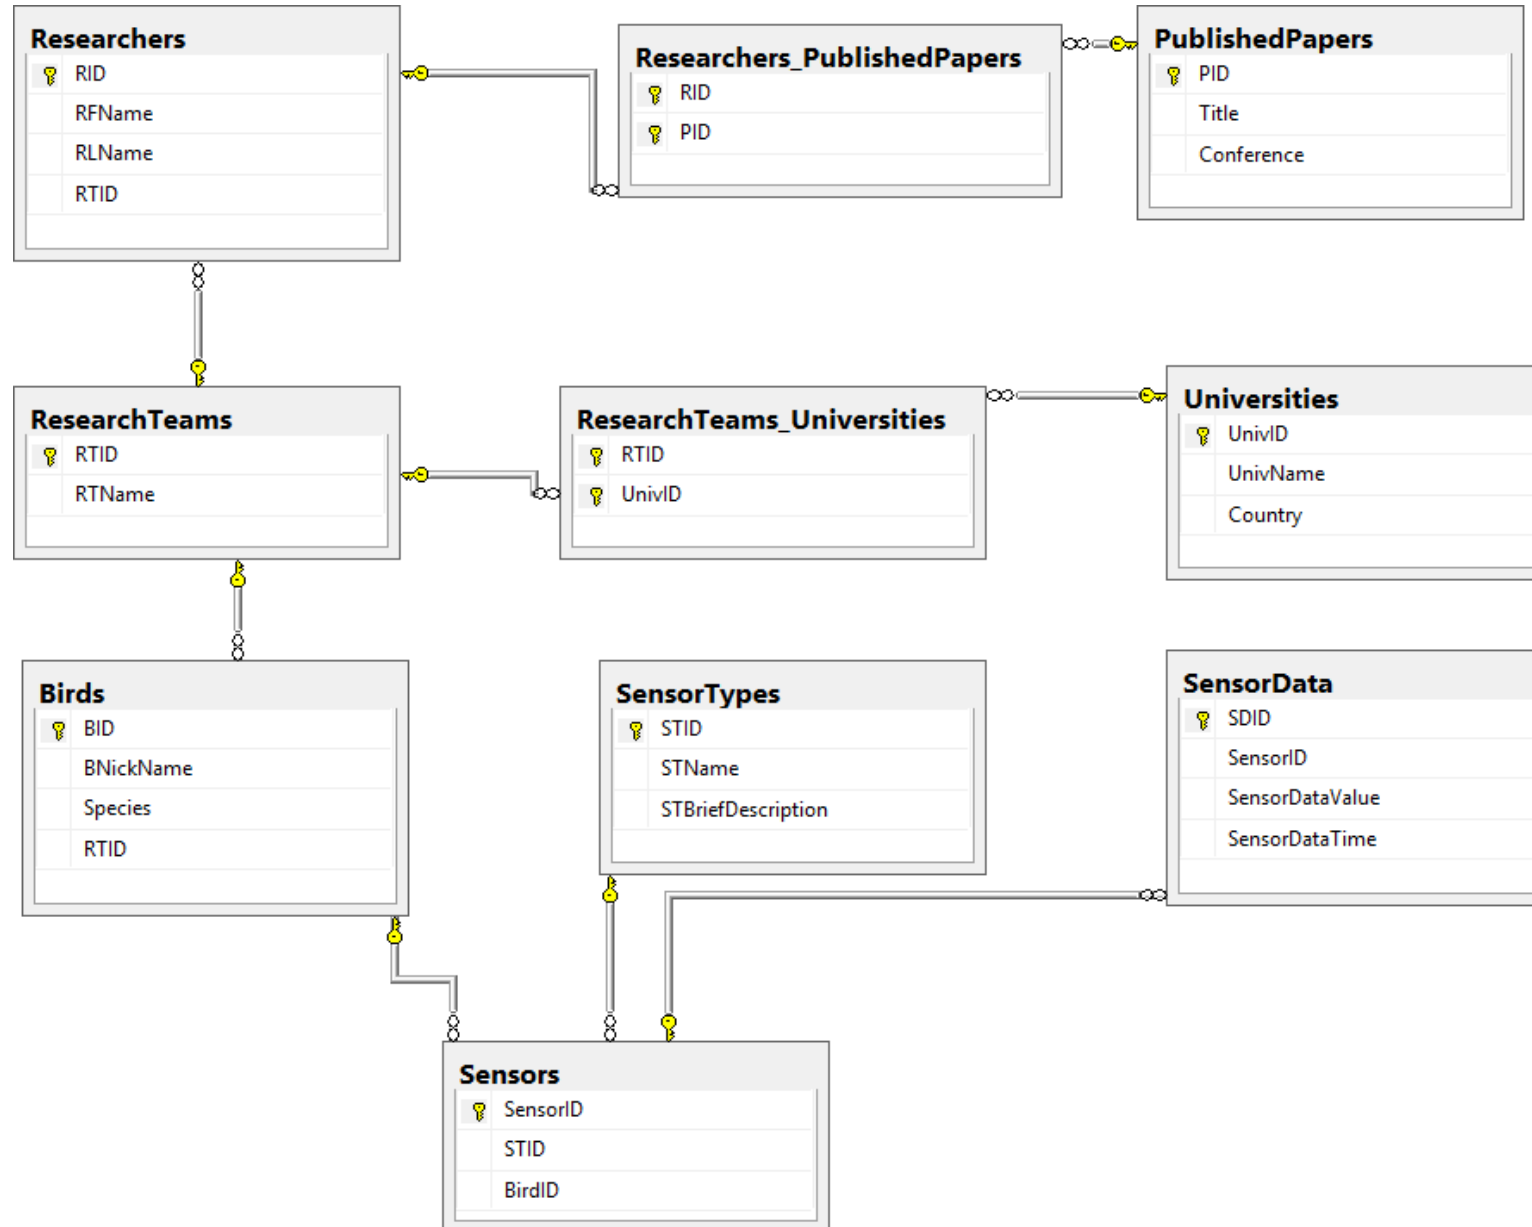 Researchers
RID
RFName
RLName
RTID
Researchers_PublishedPapers
RID
PID
PublishedPapers
PID
Title
Conference
ResearchTeams
RTID
RTName
ResearchTeams_Universities
RTID
UnivID
Universities
UnivID
UnivName
Country
Birds
BID
BNickName
Species
RTID
SensorTypes
STID
STName
STBriefDescription
SensorData
SDID
SensorID
SensorDataValue
SensorDataTime
Sensors
SensorID
STID
BirdID